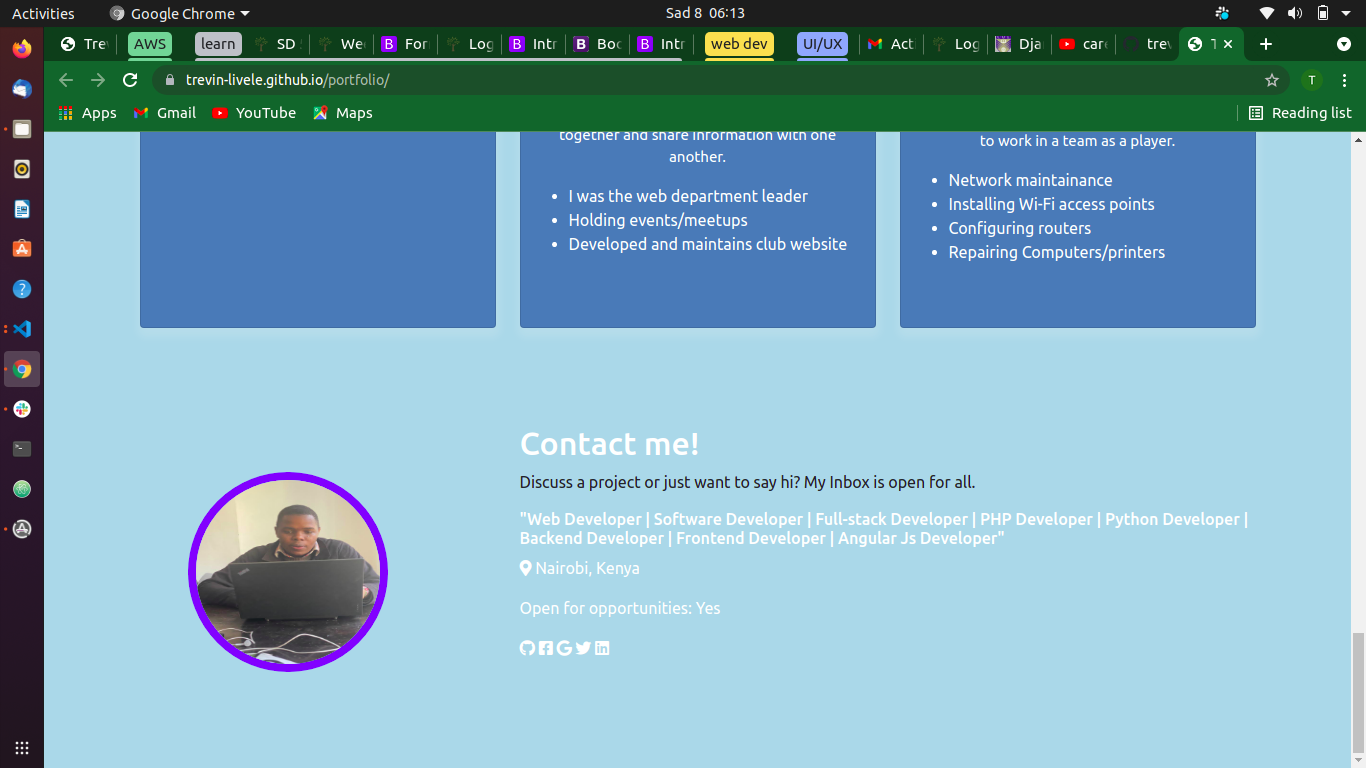 Activities
Google Chrome
Sad 8 06:13
Trev
AWS
learn
SD S
Wee
For
Log
Intr
Boo
Intr
web dev
UI/UX
Acti
Log
Dja
care
trev
T
trevin-livele.github.io/portfolio/
T
Apps
Gmail
YouTube
Maps
Reading list
together and share information with one
another.
I was the web department leader
Holding events/meetups
Developed and maintains club website
to work in a team as a player.
Network maintainance
Installing Wi-Fi access points
Configuring routers
Repairing Computers/printers
Contact me!
Discuss a project or just want to say hi? My Inbox is open for all.
"Web Developer | Software Developer | Full-stack Developer | PHP Developer | Python Developer |
Backend Developer | Frontend Developer | Angular Js Developer"
Nairobi, Kenya
Open for opportunities: Yes